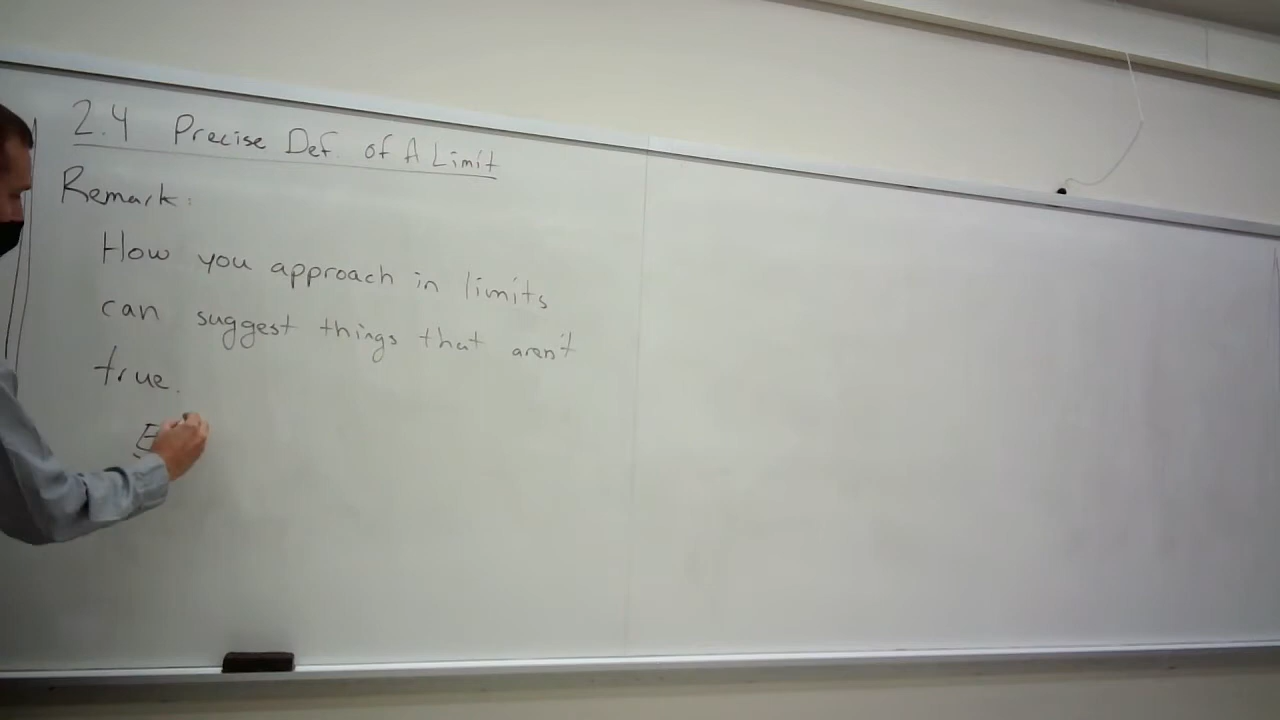 2.4 Precise Def. of A Limit
Remark:
How you approach in limits
can suggest things that aren't
true.
E